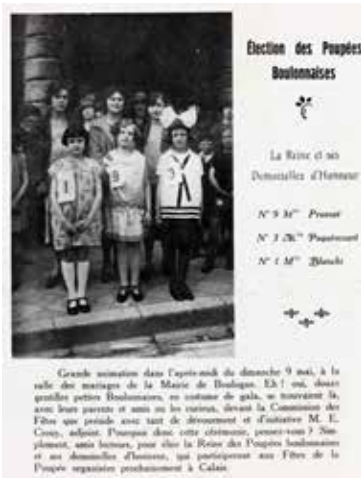 Élection des Poupées
Boulonnaises
La Reine et ses
Demoiselles d'Honneur
N° 9 M
N° 3 M
N° 1 M
1
9
3
Grande animation dans l'après-midi du dimanche 9 mai, à la
salle des mariages de la Mairie de Boulogne. Eh ! oui, douze
gentilles petites Boulonnaises, en costume de gala, se trouvaient là,
avec leurs parents et amis ou les curieux, devant la Commission des
Fêtes que préside avec tant de dévouement et d'initiative M. E.
adjoint. Pourquoi donc cette cérémonie, pensez-vous ? Sim-
plement, amis lecteurs, pour élire la Reine des Poupées boulonnaises
et ses demoiselles d'honneur, qui participeront aux Fêtes de la
Poupée organisées prochainement à Calais.